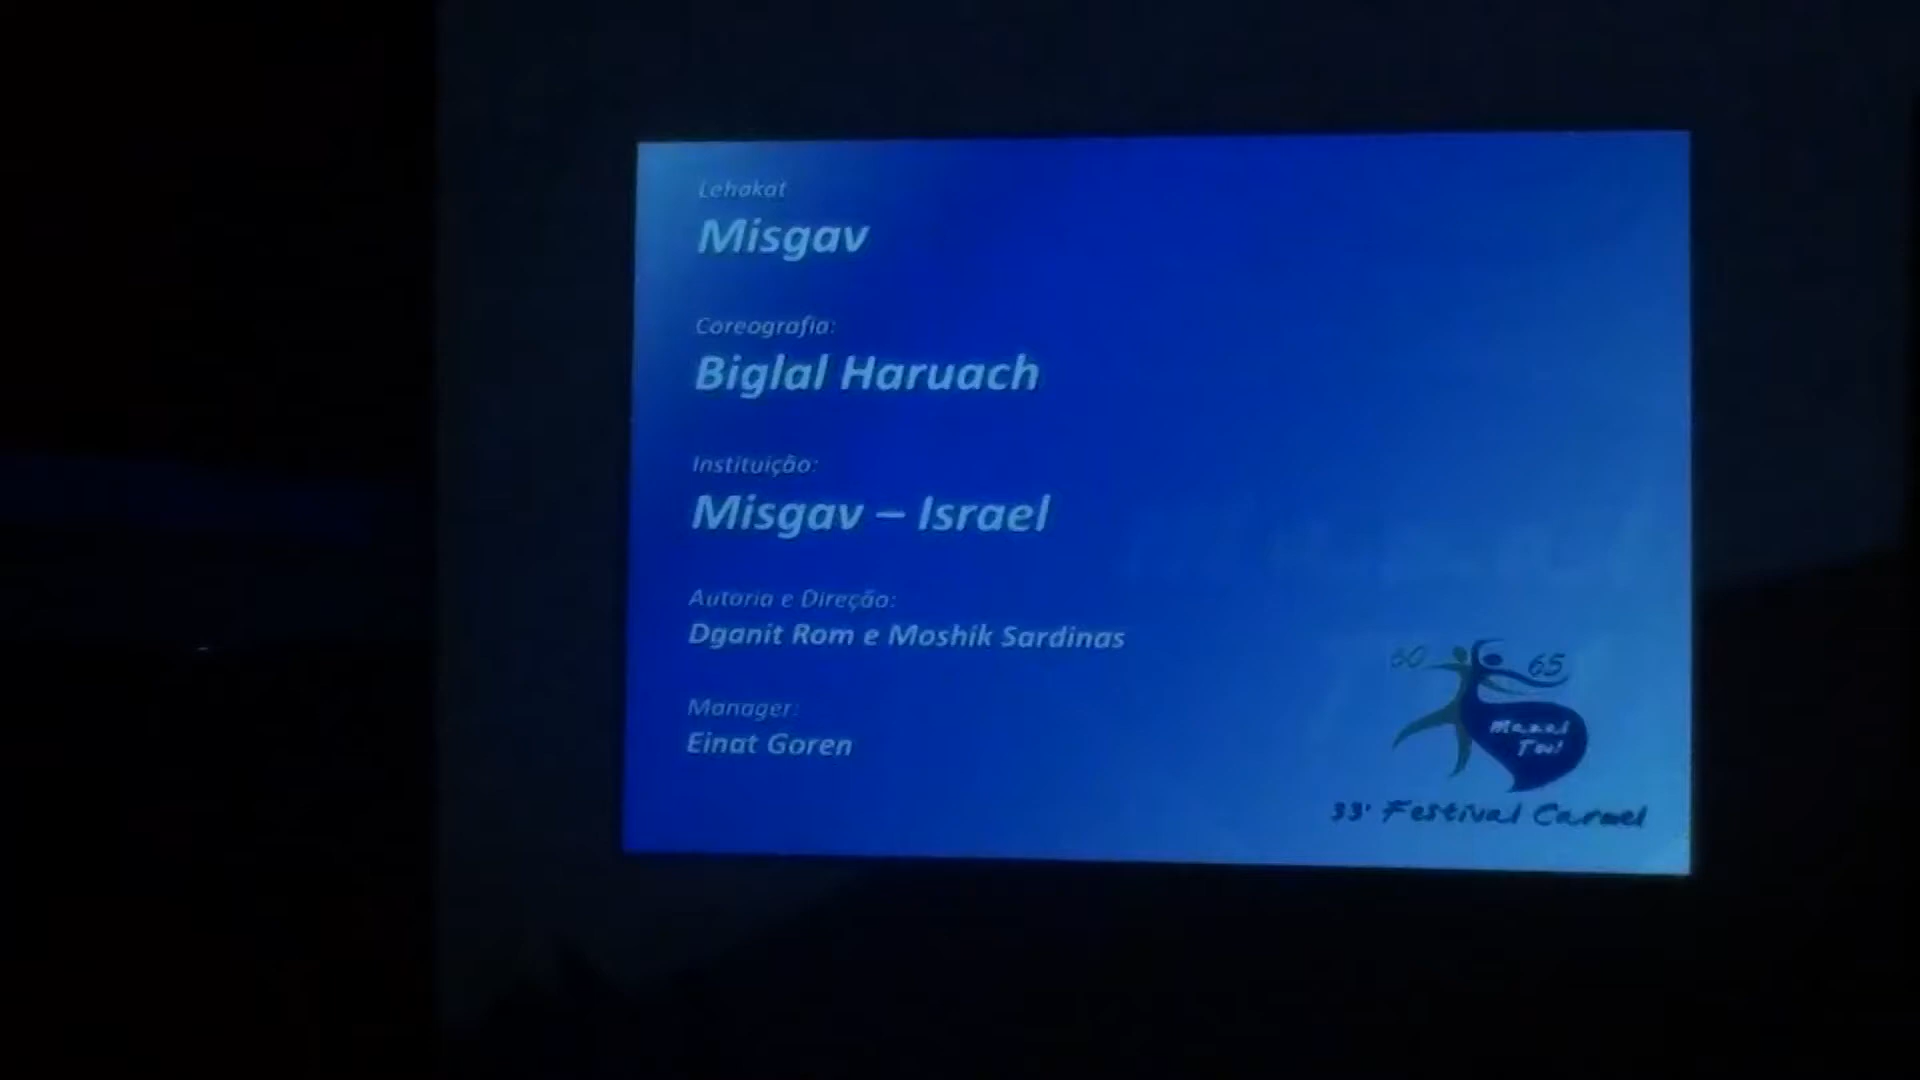 Lehakat
Misgav
Coreografia:
Biglal Haruach
Instituição:
Misgav – Israel
Autoria e Direção:
Dganit Rom e Moshik Sardinas
Manager:
Einat Goren
60
65
Mazal
Tov!
33º Festival Carmel